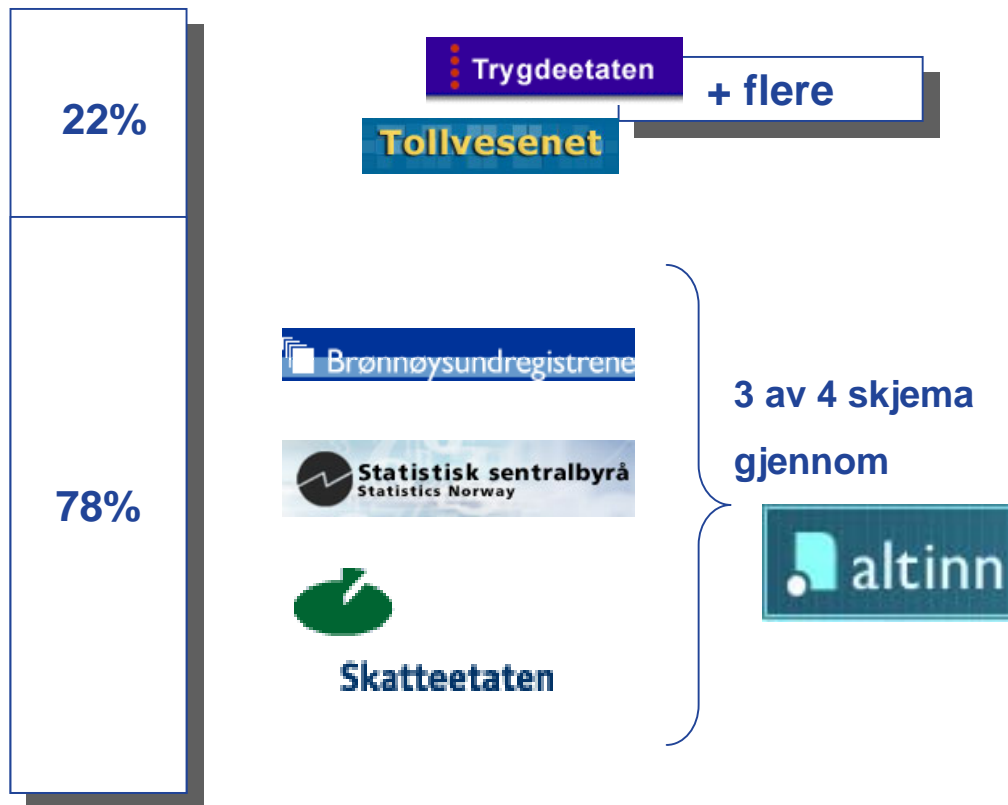 22%
Trygdeetaten
+ flere
Tollvesenet
Brønnøysundregistrene
Statistisk sentralbyrå
Statistics Norway
78%
Skatteetaten
3 av 4 skjema
gjennom
altinn